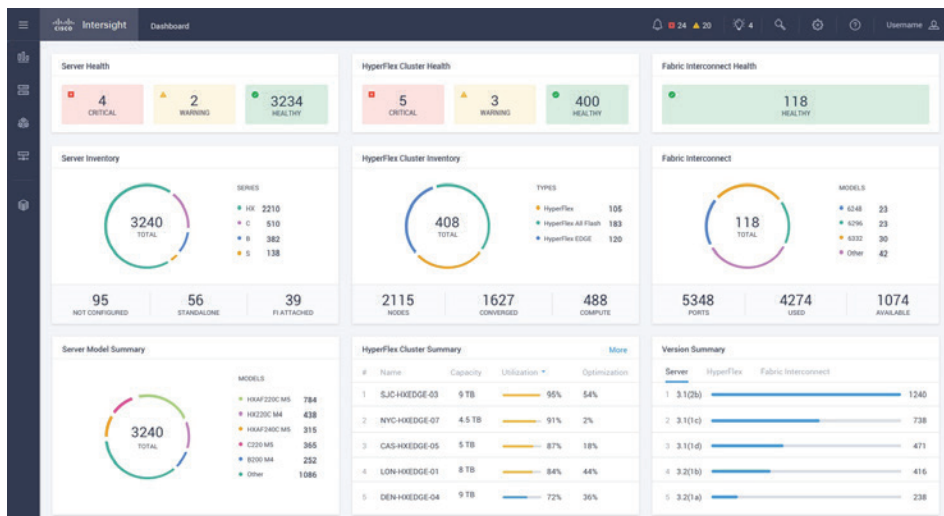 cisco Intersight Dashboard 24 20 4 Username
Server Health
4 CRITICAL
2 WARNING
3234 HEALTHY
HyperFlex Cluster Health
5 CRITICAL
3 WARNING
400 HEALTHY
Fabric Interconnect Health
118 HEALTHY
Server Inventory
3240
TOTAL
SERIES
HX 2210
C 510
B 382
S 138
95 NOT CONFIGURED
56 STANDALONE
39 FI ATTACHED
HyperFlex Cluster Inventory
408
TOTAL
TYPES
HyperFlex 105
HyperFlex All Flash 183
HyperFlex EDGE 120
2115 NODES
1627 CONVERGED
488 COMPUTE
Fabric Interconnect
118
TOTAL
MODELS
6248 23
6296 23
6332 30
Other 42
5348 PORTS
4274 USED
1074 AVAILABLE
Server Model Summary
3240
TOTAL
MODELS
HXAF220C M5 784
HX220C M4 438
HXAF240C M5 315
C220 M5 365
B200 M4 252
Other 1086
HyperFlex Cluster Summary More
# Name Capacity Utilization Optimization
1 SJC-HXEDGE-03 9 TB 95% 54%
2 NYC-HXEDGE-07 4.5 TB 91% 2%
3 CAS-HXEDGE-05 5 TB 87% 18%
4 LON-HXEDGE-01 8 TB 84% 44%
5 DEN-HXEDGE-04 9 TB 72% 36%
Version Summary
Server HyperFlex Fabric Interconnect
1 3.1(2b) 1240
2 3.1(1c) 738
3 3.1(1d) 471
4 3.2(1b) 416
5 3.2(1a) 238